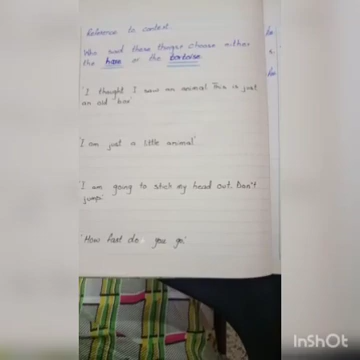 Reference to context.
Who said these things choose either
the hare or the tortoise.
'I thought I saw an animal This is just
an old box'
'I am just a little animal'
'I am going to stick my head out. Don't
jump.'
'How fast do you go'
InShOt